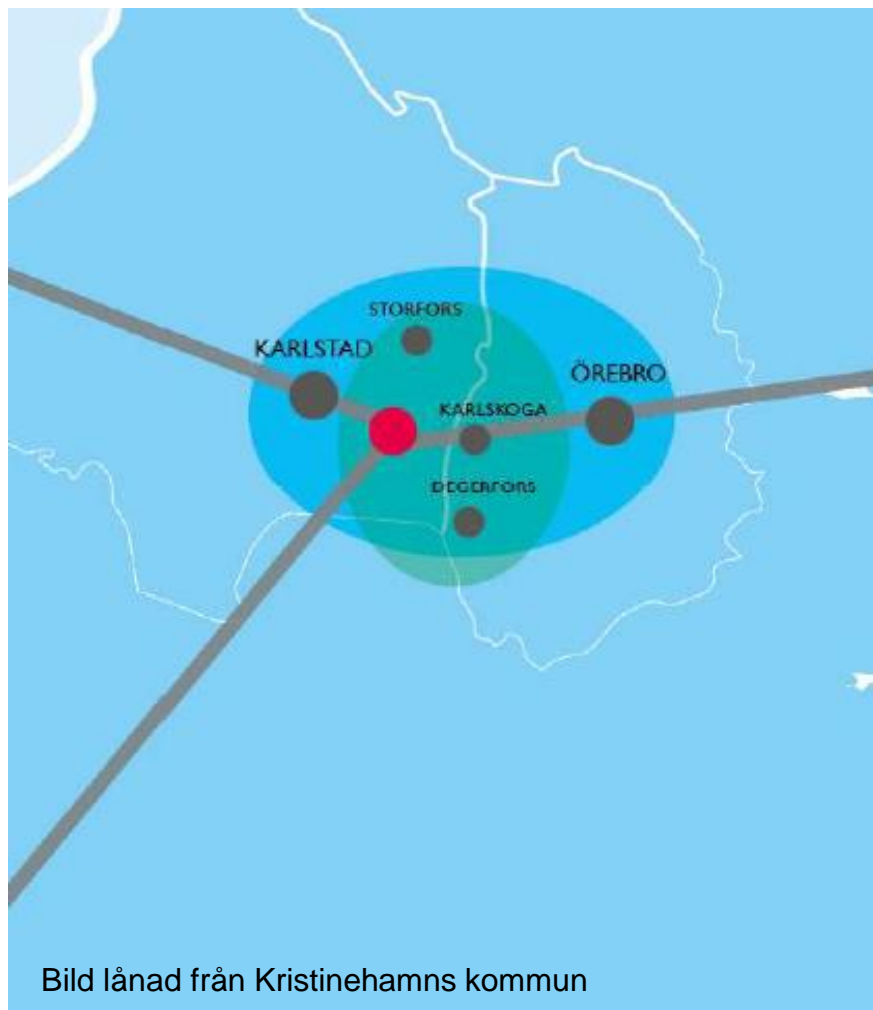 STORFORS
KARLSTAD
ÖREBRO
KARLSKOGA
DEGERFORS
Bild lånad från Kristinehamns kommun